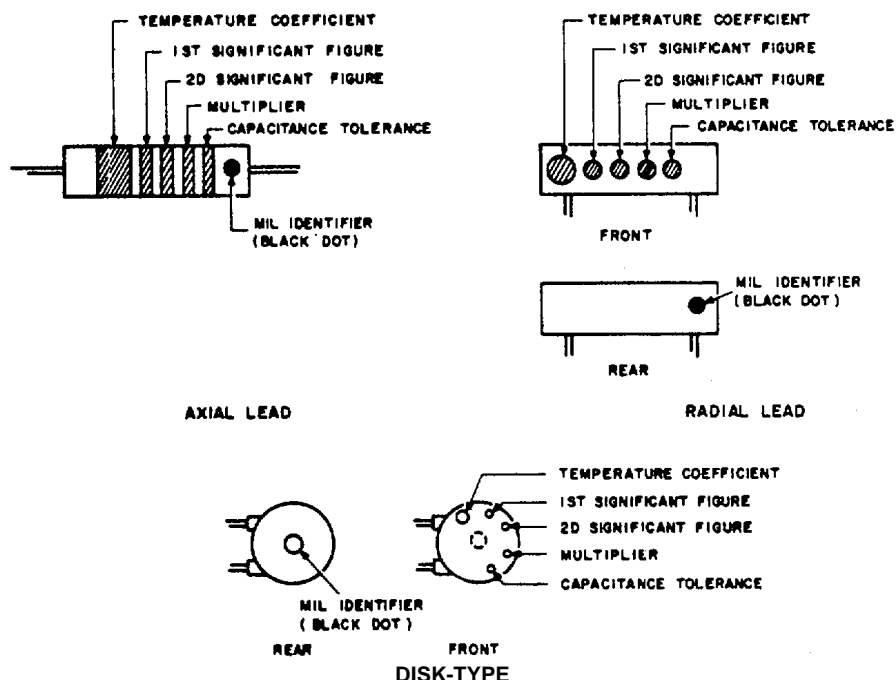 TEMPERATURE COEFFICIENT
1ST SIGNIFICANT FIGURE
2D SIGNIFICANT FIGURE
MULTIPLIER
CAPACITANCE TOLERANCE
MIL IDENTIFIER
(BLACK DOT)
AXIAL LEAD
TEMPERATURE COEFFICIENT
1ST SIGNIFICANT FIGURE
2D SIGNIFICANT FIGURE
MULTIPLIER
CAPACITANCE TOLERANCE
FRONT
MIL IDENTIFIER
(BLACK DOT)
REAR
RADIAL LEAD
MIL IDENTIFIER
(BLACK DOT)
REAR
TEMPERATURE COEFFICIENT
1ST SIGNIFICANT FIGURE
2D SIGNIFICANT FIGURE
MULTIPLIER
CAPACITANCE TOLERANCE
FRONT
DISK-TYPE